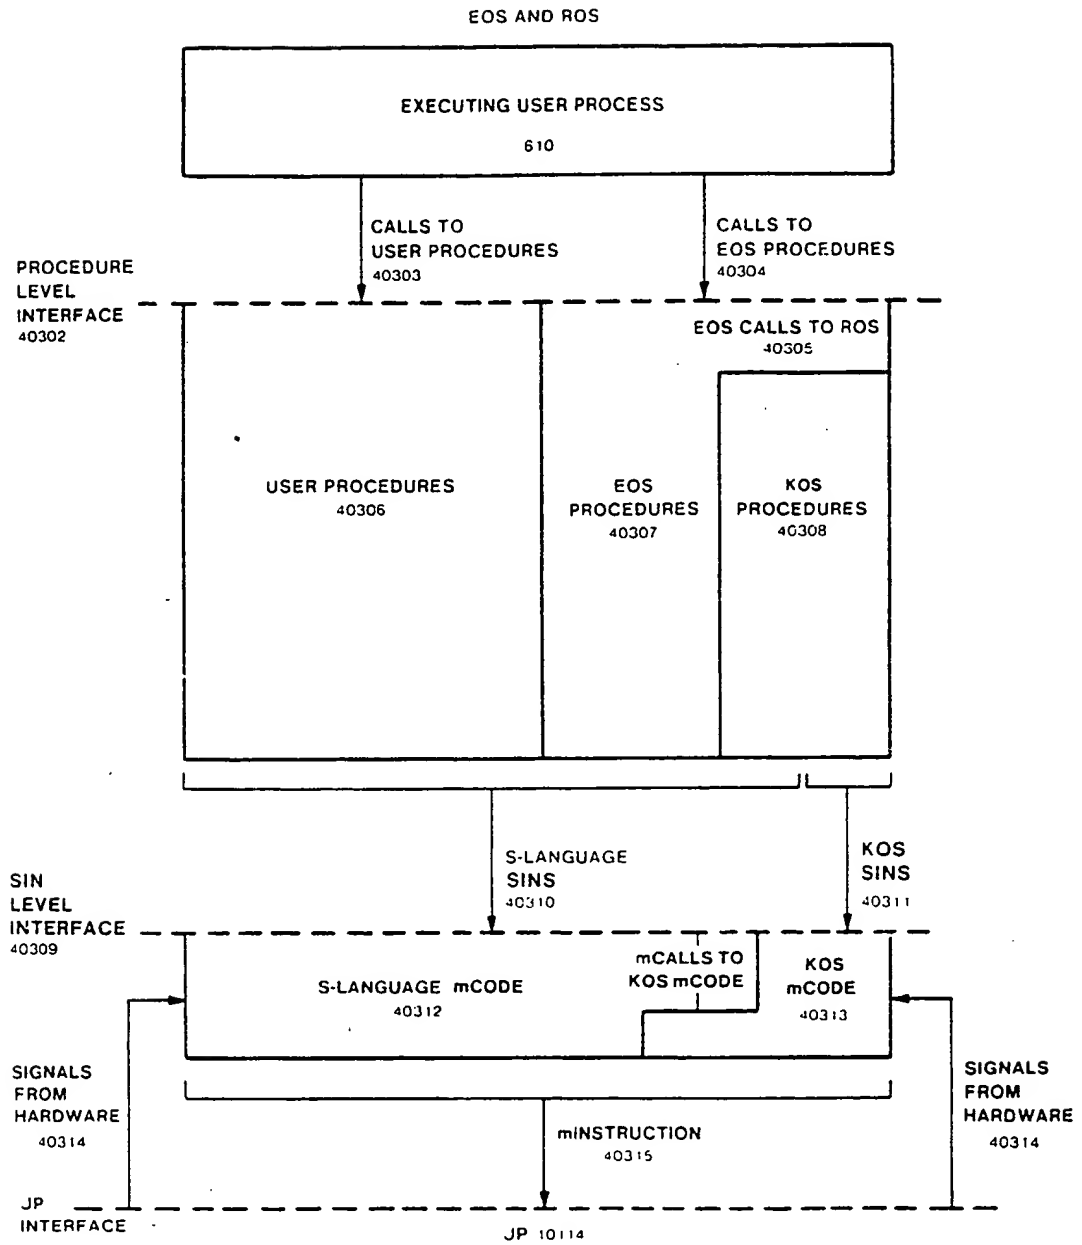 EOS AND ROS
EXECUTING USER PROCESS
610
CALLS TO
USER PROCEDURES
40303
CALLS TO
EOS PROCEDURES
40304
PROCEDURE
LEVEL
INTERFACE
40302
EOS CALLS TO ROS
40305
USER PROCEDURES
40306
EOS
PROCEDURES
40307
KOS
PROCEDURES
40308
S-LANGUAGE
SINS
40310
KOS
SINS
40311
SIN
LEVEL
INTERFACE
40309
S-LANGUAGE mCODE
40312
mCALLS TO
KOS mCODE
KOS
mCODE
40313
SIGNALS
FROM
HARDWARE
40314
SIGNALS
FROM
HARDWARE
40314
mINSTRUCTION
40315
JP
INTERFACE
JP 10114